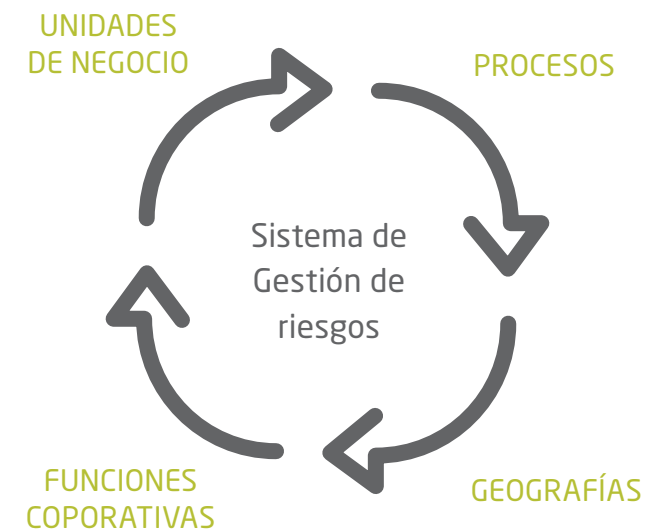 UNIDADES
DE NEGOCIO
PROCESOS
Sistema de
Gestión de
riesgos
FUNCIONES
COPORATIVAS
GEOGRAFÍAS